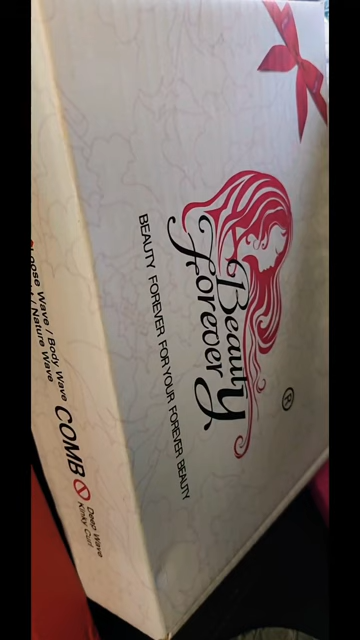 Beauty
Forever
®
BEAUTY FOREVER FOR YOUR FOREVER BEAUTY
Loose Wave / Body Wave
/ Nature Wave
COMB
Deep Wave
Kinky Curl